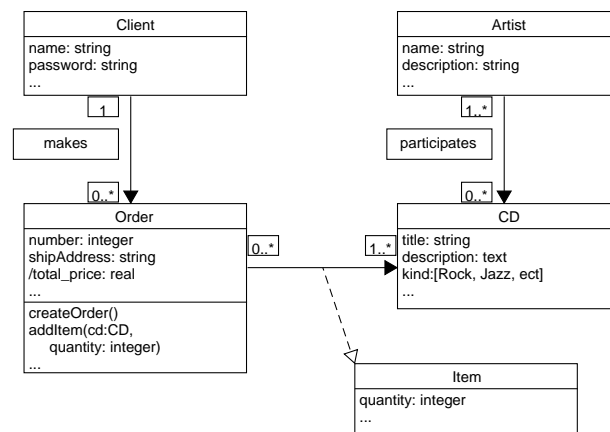 Client
name: string
password: string
...
Artist
name: string
description: string
...
1
1..*
makes
participates
0..*
0..*
Order
number: integer
shipAddress: string
/total_price: real
...
createOrder()
addItem(cd:CD,
quantity: integer)
...
0..*
1..*
CD
title: string
description: text
kind:[Rock, Jazz, ect]
...
Item
quantity: integer
...